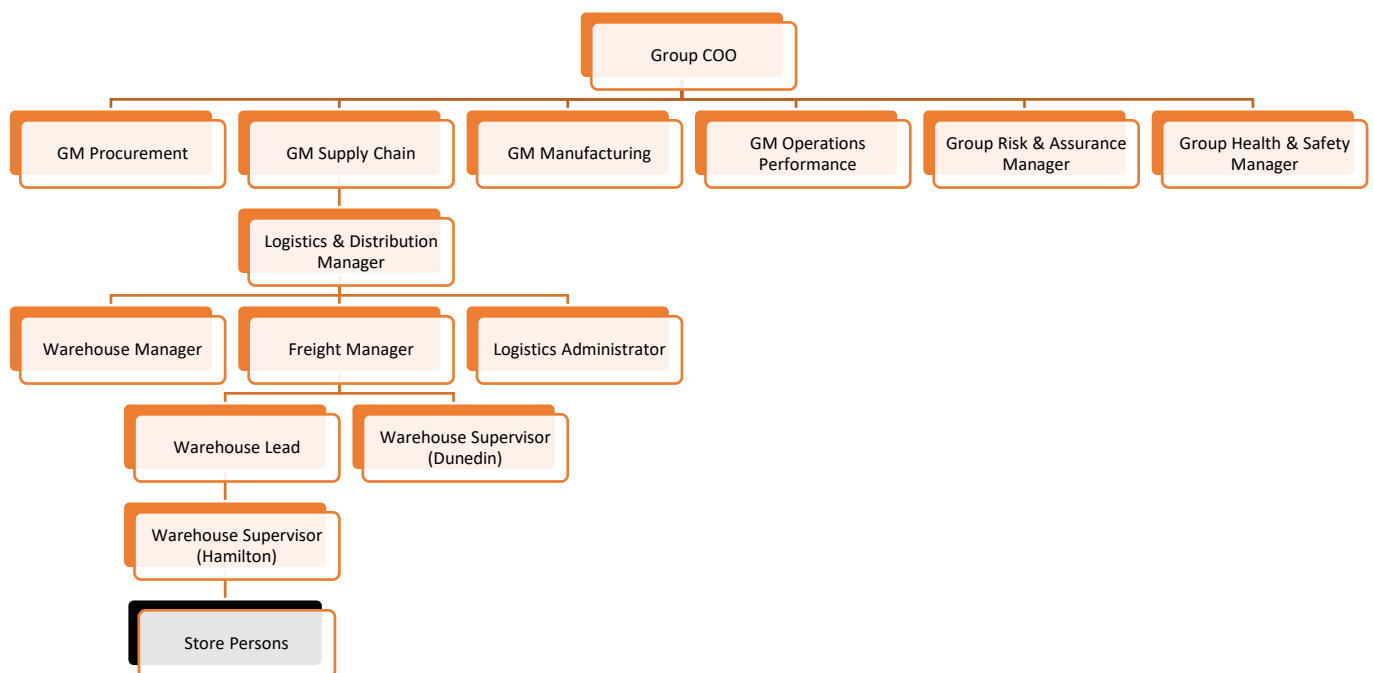 Group COO
GM Procurement
GM Supply Chain
GM Manufacturing
GM Operations
Performance
Group Risk & Assurance
Manager
Group Health & Safety
Manager
Logistics & Distribution
Manager
Warehouse Manager
Freight Manager
Logistics Administrator
Warehouse Lead
Warehouse Supervisor
(Dunedin)
Warehouse Supervisor
(Hamilton)
Store Persons